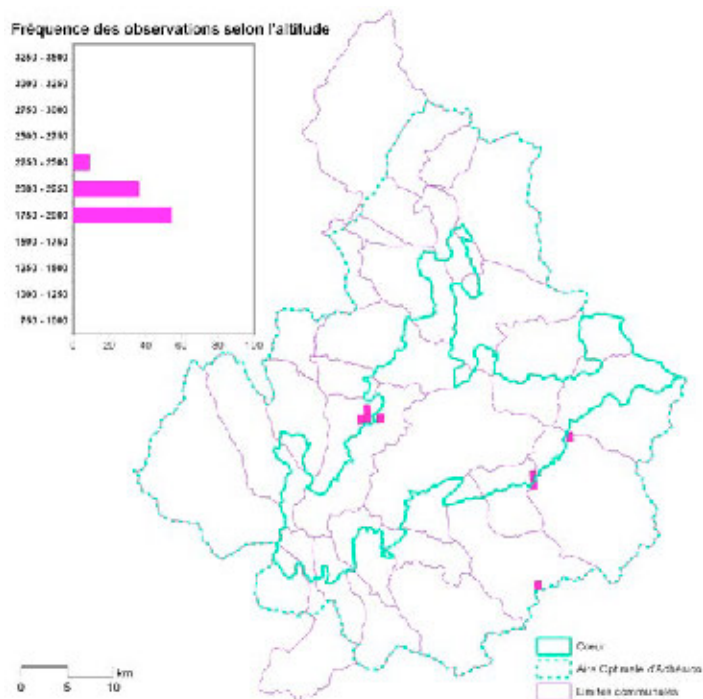 Fréquence des observations selon l'altitude
3250 - 3500
3000 - 3250
2750 - 3000
2500 - 2750
2250 - 2500
2000 - 2250
1750 - 2000
1500 - 1750
1250 - 1500
1000 - 1250
750 - 1000
0 20 40 60 80 100
Coeur
Aire Optimale d'Adhésion
Limites communales
km
0 5 10